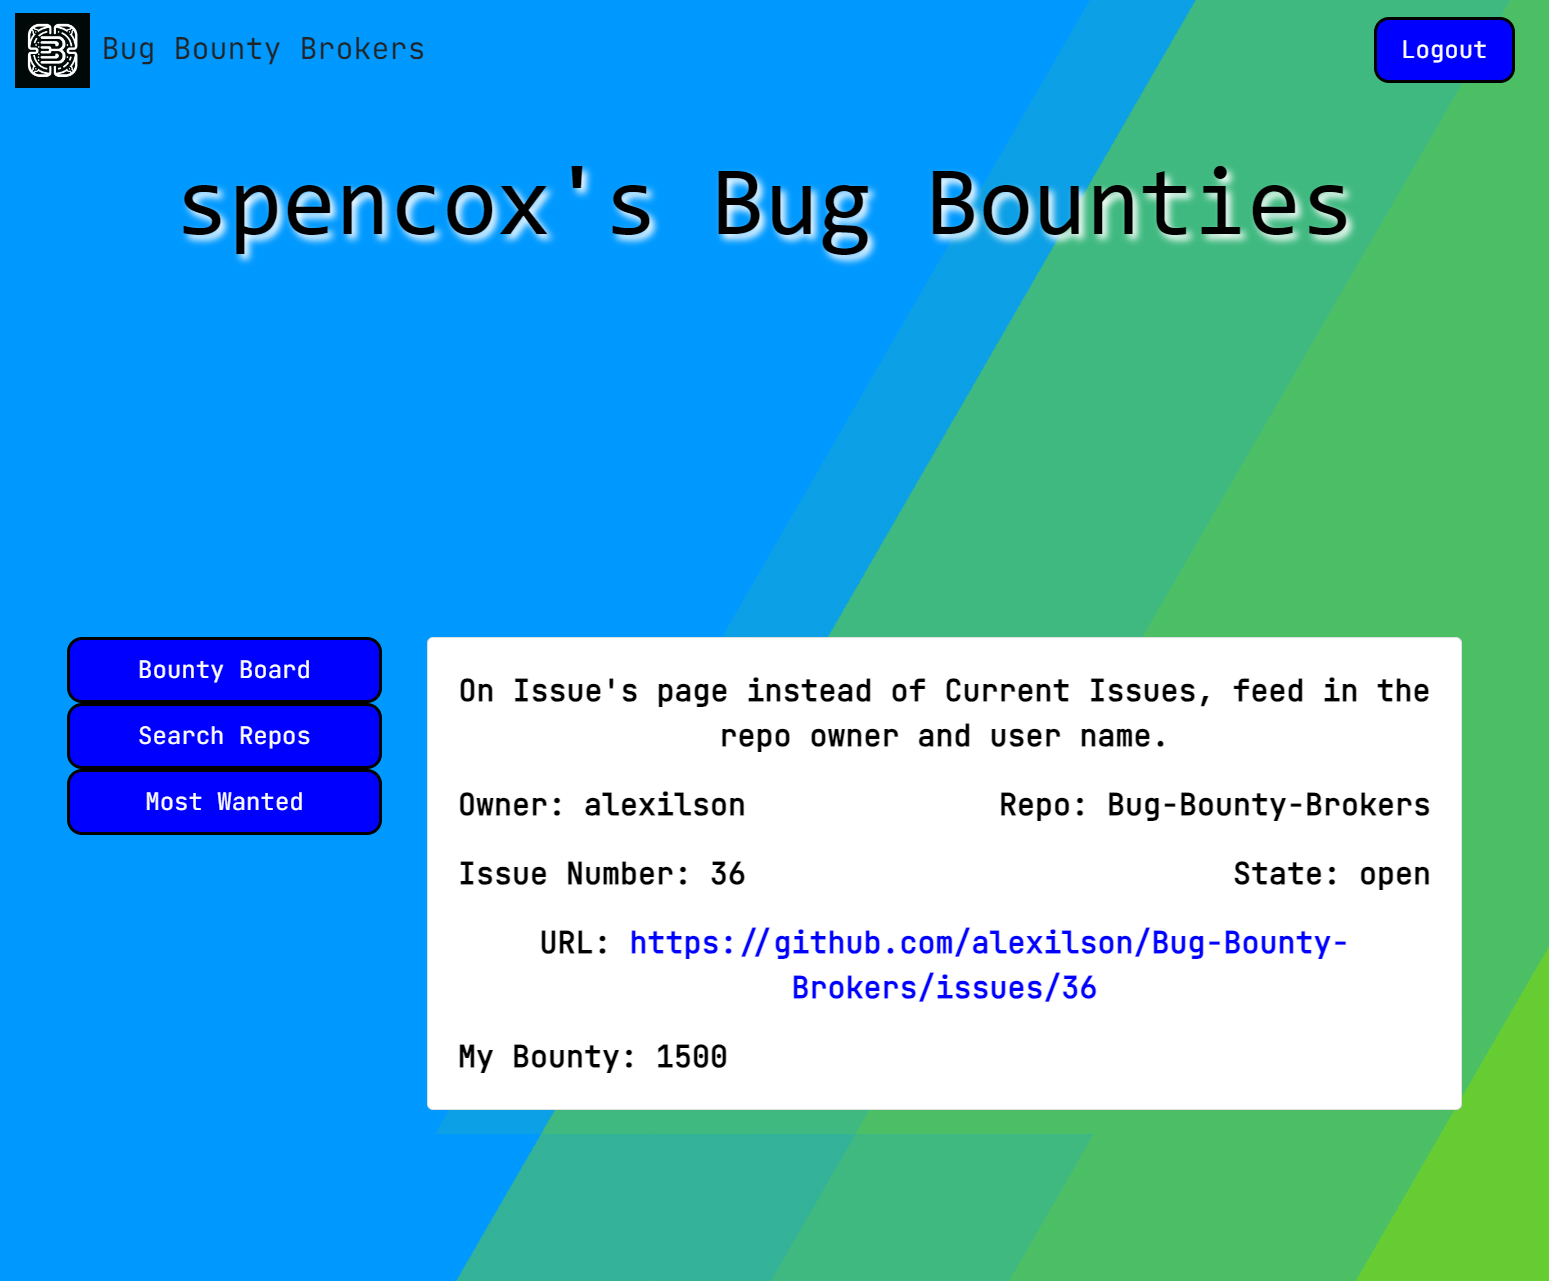 Bug Bounty Brokers
Logout
spencox's Bug Bounties
Bounty Board
Search Repos
Most Wanted
On Issue's page instead of Current Issues, feed in the
repo owner and user name.
Owner: alexilson
Repo: Bug-Bounty-Brokers
Issue Number: 36
State: open
URL: https://github.com/alexilson/Bug-Bounty-
Brokers/issues/36
My Bounty: 1500